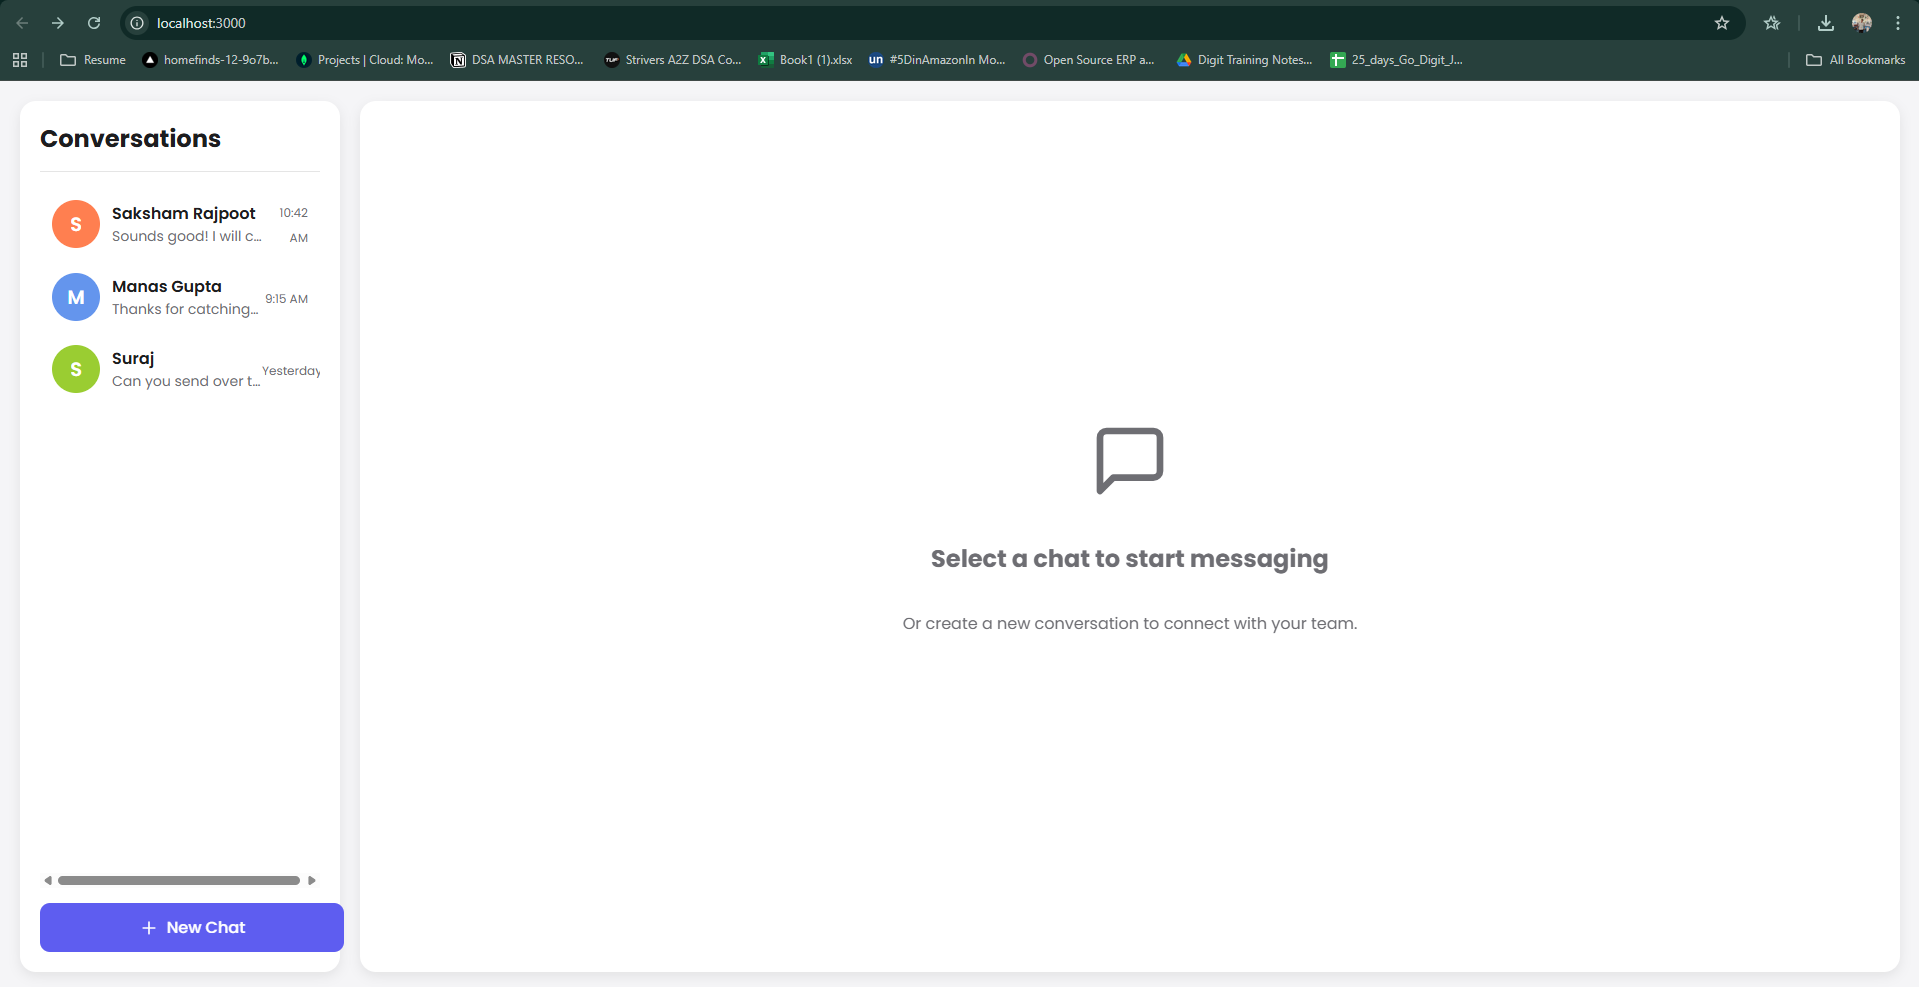 localhost:3000
Resume
homefinds-12-9o7b...
Projects | Cloud: Mo...
DSA MASTER RESO...
Strivers A2Z DSA Co...
Book1 (1).xlsx
un #5DinAmazonIn Mo...
Open Source ERP a...
Digit Training Notes...
25_days_Go_Digit_J...
All Bookmarks
Conversations
S
Saksham Rajpoot
10:42 AM
Sounds good! I will c...
M
Manas Gupta
9:15 AM
Thanks for catching...
S
Suraj
Yesterday
Can you send over t...
+ New Chat
Select a chat to start messaging
Or create a new conversation to connect with your team.